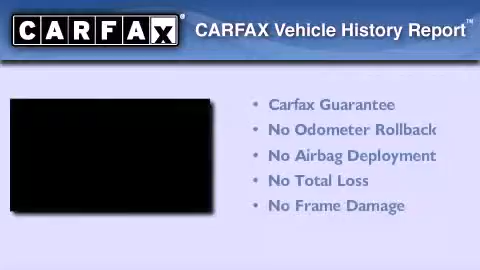 CARFAX® CARFAX Vehicle History Report™
• Carfax Guarantee
• No Odometer Rollback
• No Airbag Deployment
• No Total Loss
• No Frame Damage